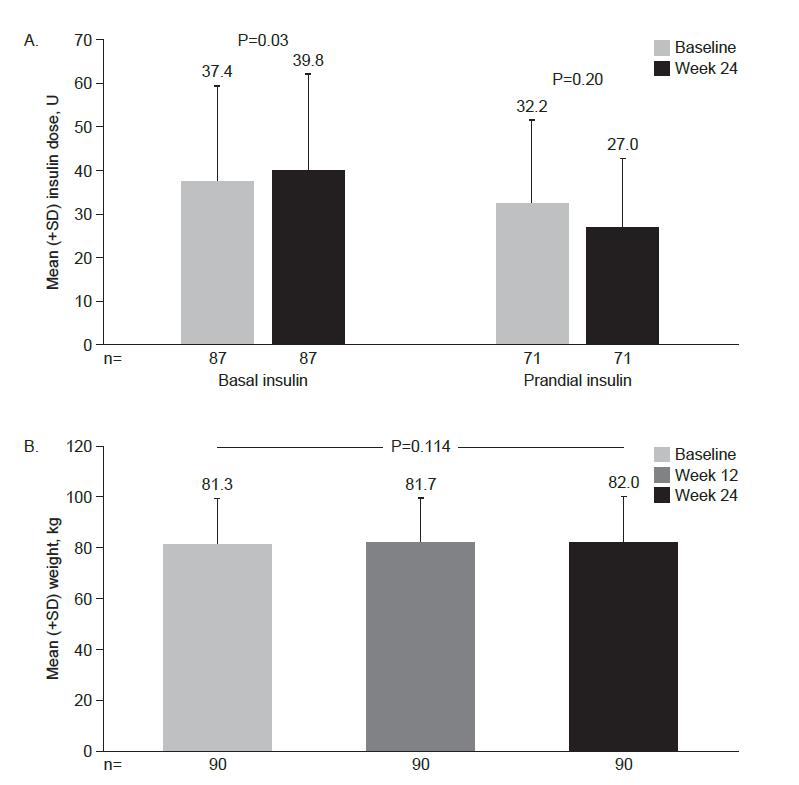 A.
Mean (+SD) insulin dose, U
70
60
50
40
30
20
10
0
P=0.03
37.4
39.8
P=0.20
32.2
27.0
Baseline
Week 24
n=
87
87
71
71
Basal insulin
Prandial insulin
B.
Mean (+SD) weight, kg
120
100
80
60
40
20
0
P=0.114
81.3
81.7
82.0
Baseline
Week 12
Week 24
n=
90
90
90